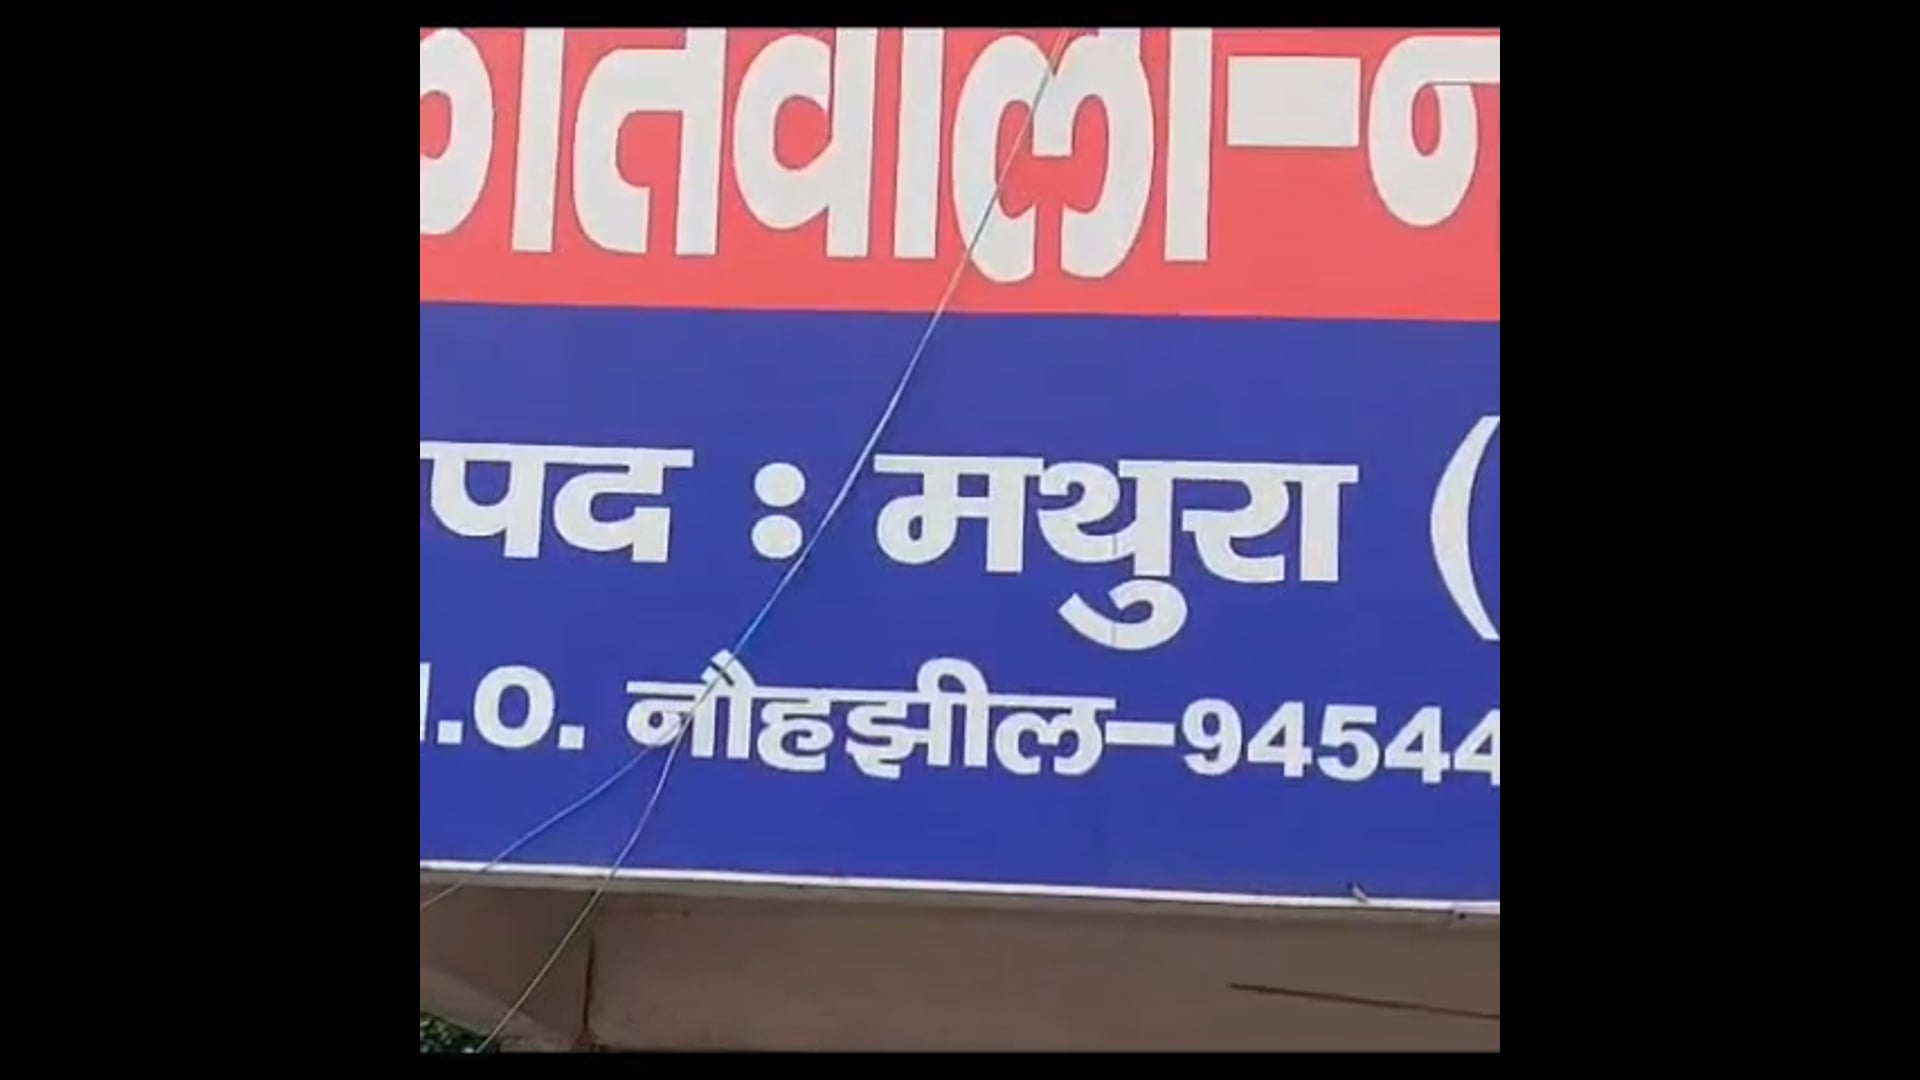 कोतवाली-न
पद : मथुरा (
.O. नौहझील-94544